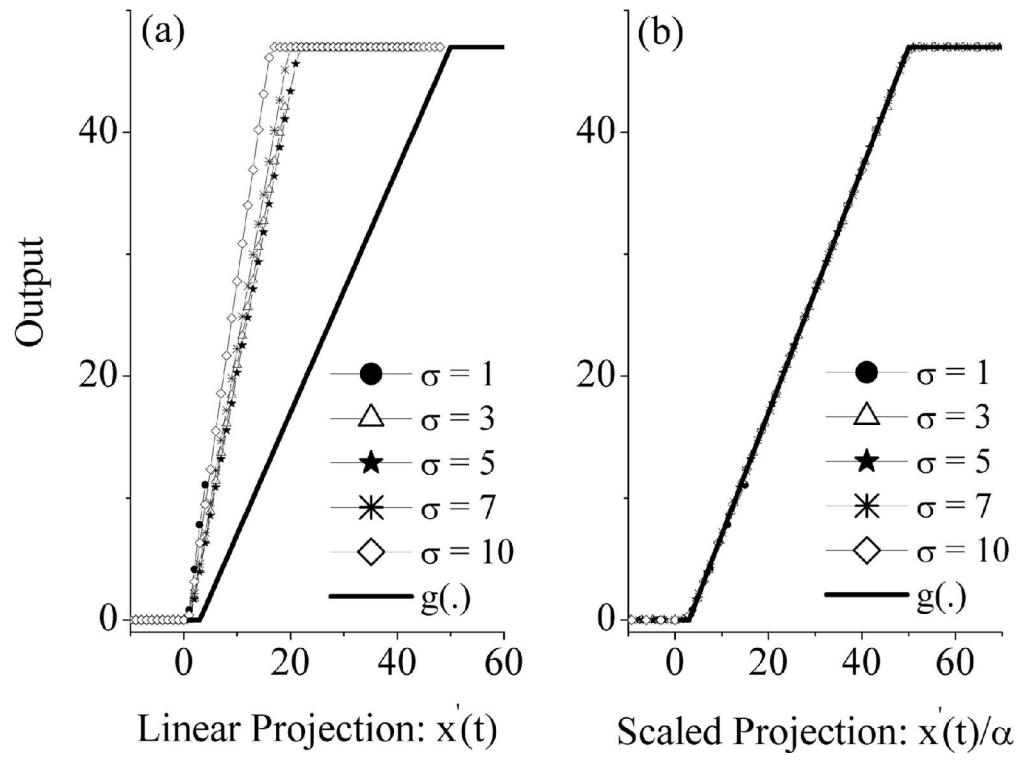 (a)
(b)
Output
40
20
0
40
20
0
σ = 1
σ = 3
σ = 5
σ = 7
σ = 10
g(.)
σ = 1
σ = 3
σ = 5
σ = 7
σ = 10
g(.)
0 20 40 60
0 20 40 60
Linear Projection: x'(t)
Scaled Projection: x'(t)/α